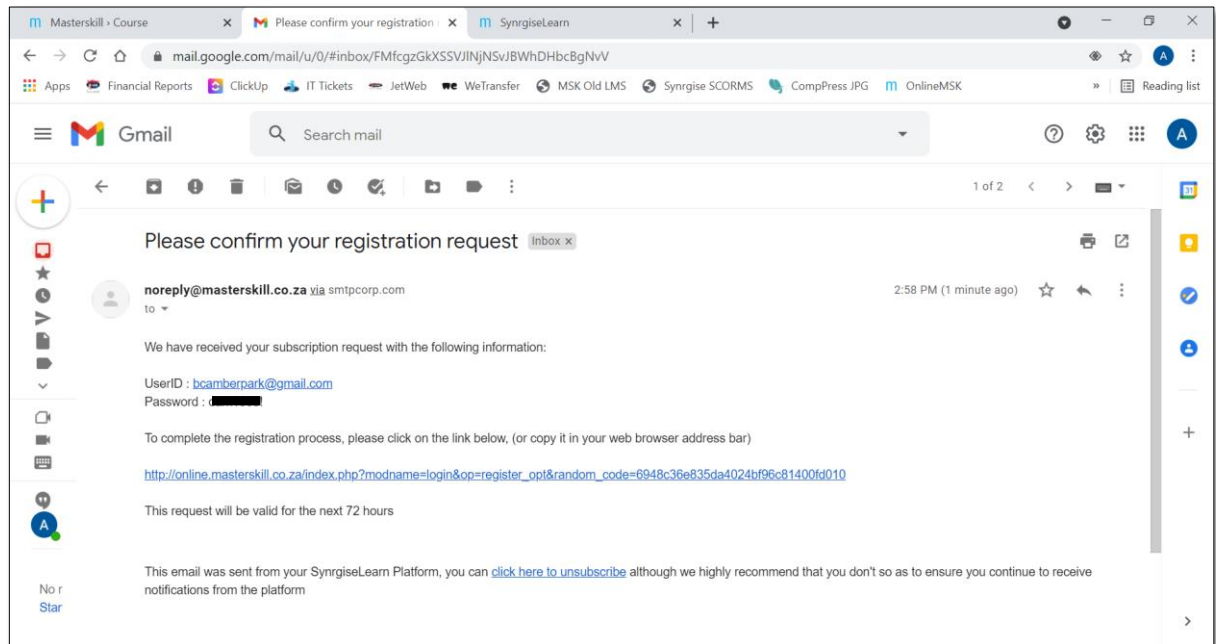 Masterskill › Course
Please confirm your registration
SynrgiseLearn
mail.google.com/mail/u/0/#inbox/FMfcgzGkXSSVJlNjNSvJBWhDHbcBgNvV
A
Apps Financial Reports ClickUp IT Tickets JetWeb WeTransfer MSK Old LMS Synrgise SCORMS CompPress JPG OnlineMSK » Reading list
Gmail
Search mail
A
1 of 2
31
Please confirm your registration request Inbox x
noreply@masterskill.co.za via smtpcorp.com 2:58 PM (1 minute ago)
to
We have received your subscription request with the following information:
UserID : bcamberpark@gmail.com
Password :
To complete the registration process, please click on the link below, (or copy it in your web browser address bar)
http://online.masterskill.co.za/index.php?modname=login&op=register_opt&random_code=6948c36e835da4024bf96c81400fd010
This request will be valid for the next 72 hours
A
This email was sent from your SynrgiseLearn Platform, you can click here to unsubscribe although we highly recommend that you don't so as to ensure you continue to receive
notifications from the platform
No r
Star